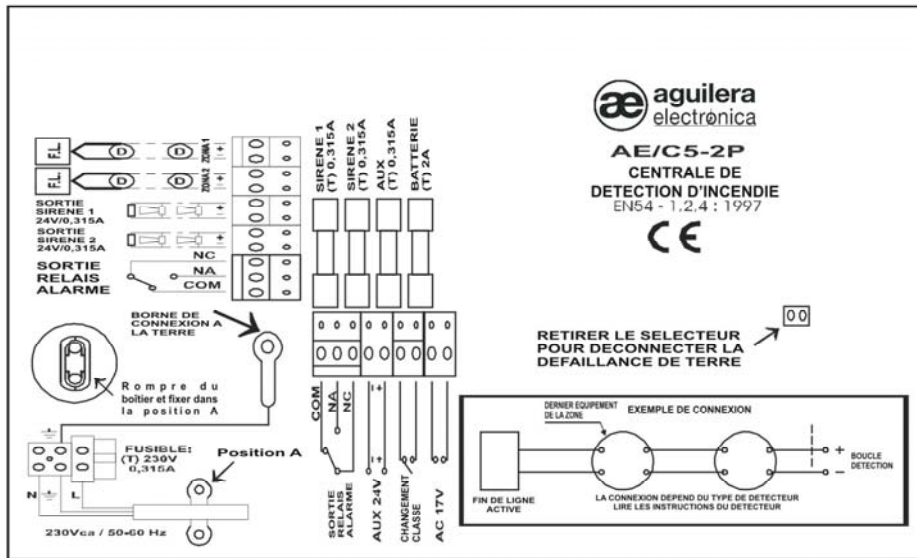 ae aguilera
electrónica
AE/C5-2P
CENTRALE DE
DETECTION D'INCENDIE
EN54 - 1,2,4 : 1997
CE
F.L.
D
D
ZONA 1
+
-
F.L.
D
D
ZONA 2
+
-
SORTIE
SIRENE 1
24V/0,315A
+
-
SORTIE
SIRENE 2
24V/0,315A
+
-
SORTIE
RELAIS
ALARME
NC
NA
COM
SIRENE 1
(T) 0,315A
SIRENE 2
(T) 0,315A
AUX
(T) 0,315A
BATTERIE
(T) 2A
BORNE DE
CONNEXION A
LA TERRE
Rompre du
boîtier et fixer dans
la position A
FUSIBLE:
(T) 230V
0,315A
Position A
N
L
230Vca / 50-60 Hz
COM
NA
NC
- +
SORTIE
RELAIS
ALARME
AUX 24V
CHANGEMENT
CLASSE
AC 17V
RETIRER LE SELECTEUR
POUR DECONNECTER LA
DEFAILLANCE DE TERRE
DERNIER EQUIPEMENT
DE LA ZONE
EXEMPLE DE CONNEXION
+
-
BOUCLE
DETECTION
FIN DE LIGNE
ACTIVE
LA CONNEXION DEPEND DU TYPE DE DETECTEUR
LIRE LES INSTRUCTIONS DU DETECTEUR